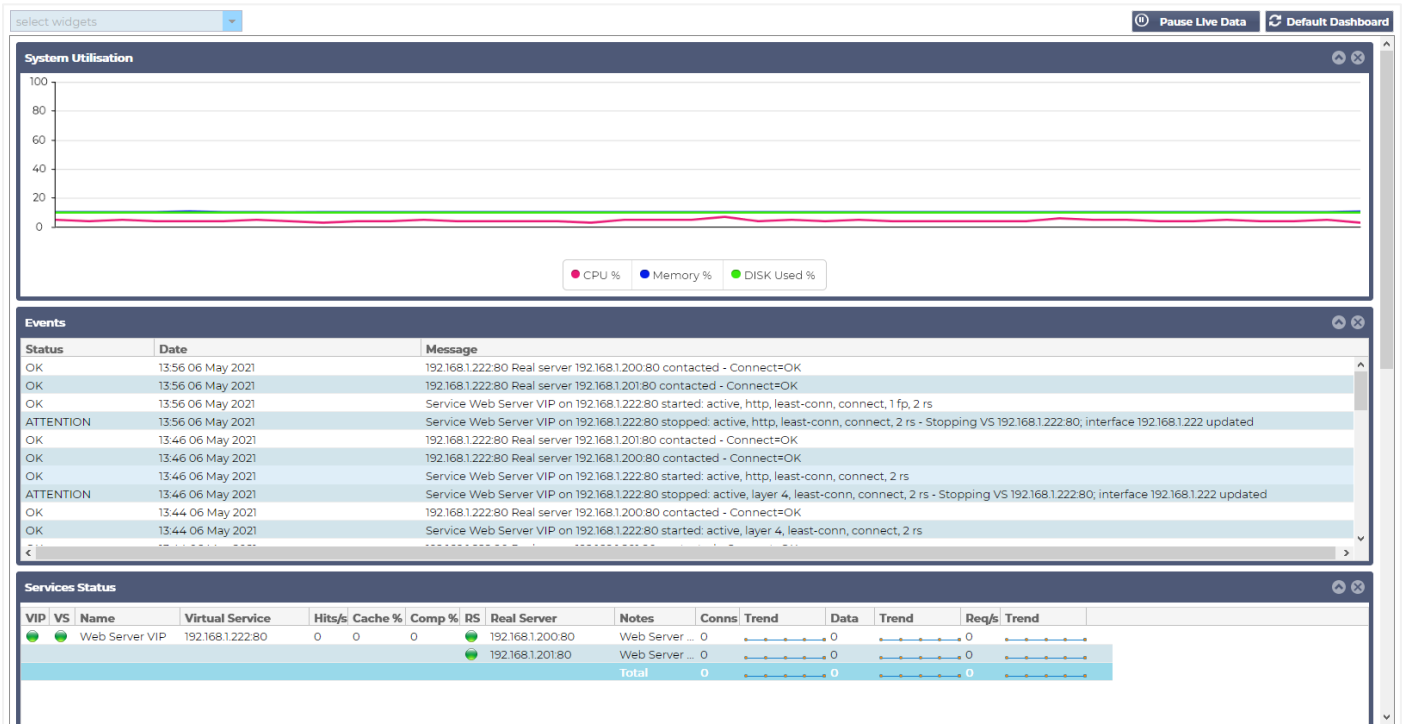 select widgets
Pause Live Data
Default Dashboard
System Utilisation
100
80
60
40
20
0
CPU % Memory % DISK Used %
Events
Status Date Message
OK 13:56 06 May 2021 192.168.1.222:80 Real server 192.168.1.200:80 contacted - Connect=OK
OK 13:56 06 May 2021 192.168.1.222:80 Real server 192.168.1.201:80 contacted - Connect=OK
OK 13:56 06 May 2021 Service Web Server VIP on 192.168.1.222:80 started: active, http, least-conn, connect, 1 fp, 2 rs
ATTENTION 13:56 06 May 2021 Service Web Server VIP on 192.168.1.222:80 stopped: active, http, least-conn, connect, 2 rs - Stopping VS 192.168.1.222:80; interface 192.168.1.222 updated
OK 13:46 06 May 2021 192.168.1.222:80 Real server 192.168.1.201:80 contacted - Connect=OK
OK 13:46 06 May 2021 192.168.1.222:80 Real server 192.168.1.200:80 contacted - Connect=OK
OK 13:46 06 May 2021 Service Web Server VIP on 192.168.1.222:80 started: active, http, least-conn, connect, 2 rs
ATTENTION 13:46 06 May 2021 Service Web Server VIP on 192.168.1.222:80 stopped: active, layer 4, least-conn, connect, 2 rs - Stopping VS 192.168.1.222:80; interface 192.168.1.222 updated
OK 13:44 06 May 2021 192.168.1.222:80 Real server 192.168.1.200:80 contacted - Connect=OK
OK 13:44 06 May 2021 Service Web Server VIP on 192.168.1.222:80 started: active, layer 4, least-conn, connect, 2 rs
Services Status
VIP VS Name Virtual Service Hits/s Cache % Comp % RS Real Server Notes Conns Trend Data Trend Req/s Trend
Web Server VIP 192.168.1.222:80 0 0 0 192.168.1.200:80 Web Server ... 0 0 0
192.168.1.201:80 Web Server ... 0 0 0
Total 0 0 0